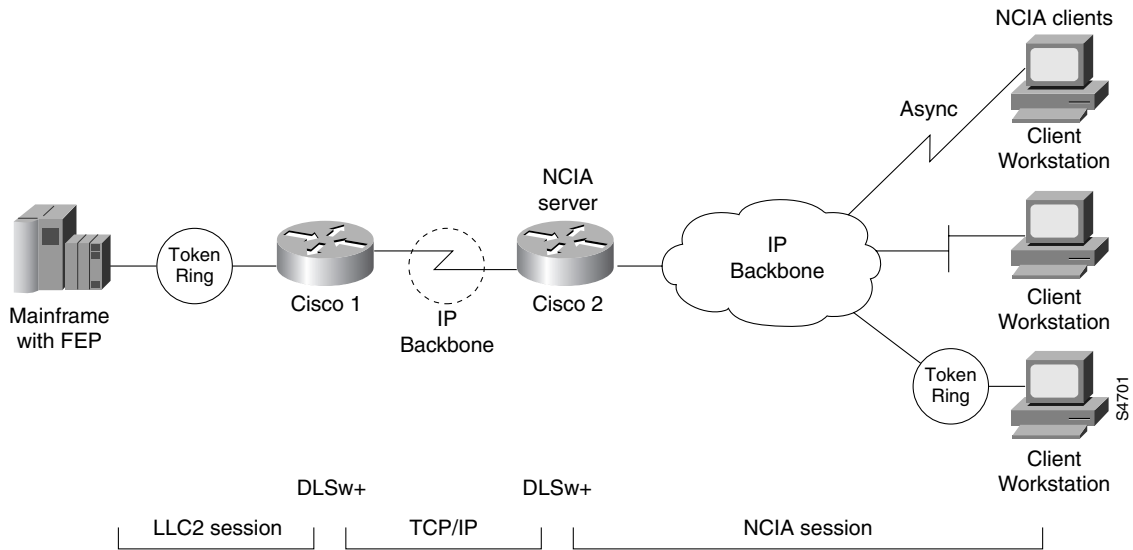 NCIA clients
Async
Client
Workstation
NCIA
server
IP
Backbone
Token
Ring
Mainframe
with FEP
Cisco 1
IP
Backbone
Cisco 2
Client
Workstation
Token
Ring
Client
Workstation
S4701
DLSw+
DLSw+
LLC2 session
TCP/IP
NCIA session